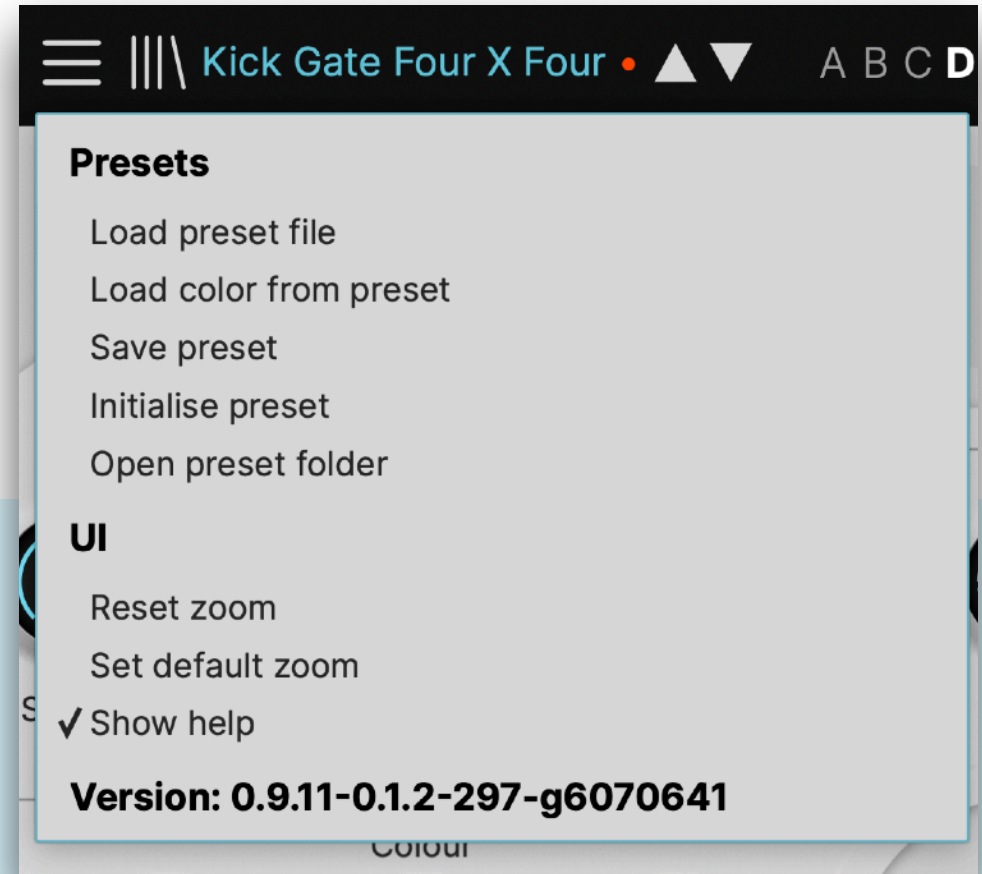 Kick Gate Four X Four
A B C D
Presets
Load preset file
Load color from preset
Save preset
Initialise preset
Open preset folder
UI
Reset zoom
Set default zoom
S
Show help
Version: 0.9.11-0.1.2-297-g6070641
Colour